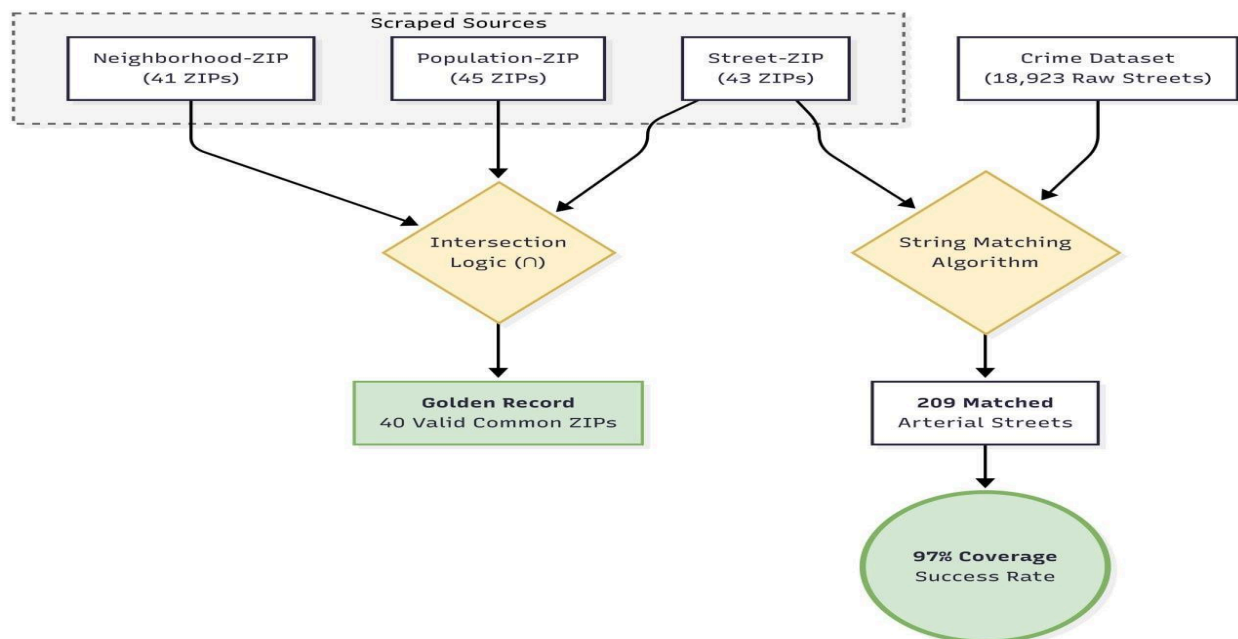 Scraped Sources
Neighborhood-ZIP
(41 ZIPs)
Population-ZIP
(45 ZIPs)
Street-ZIP
(43 ZIPs)
Crime Dataset
(18,923 Raw Streets)
Intersection
Logic (∩)
String Matching
Algorithm
Golden Record
40 Valid Common ZIPs
209 Matched
Arterial Streets
97% Coverage
Success Rate